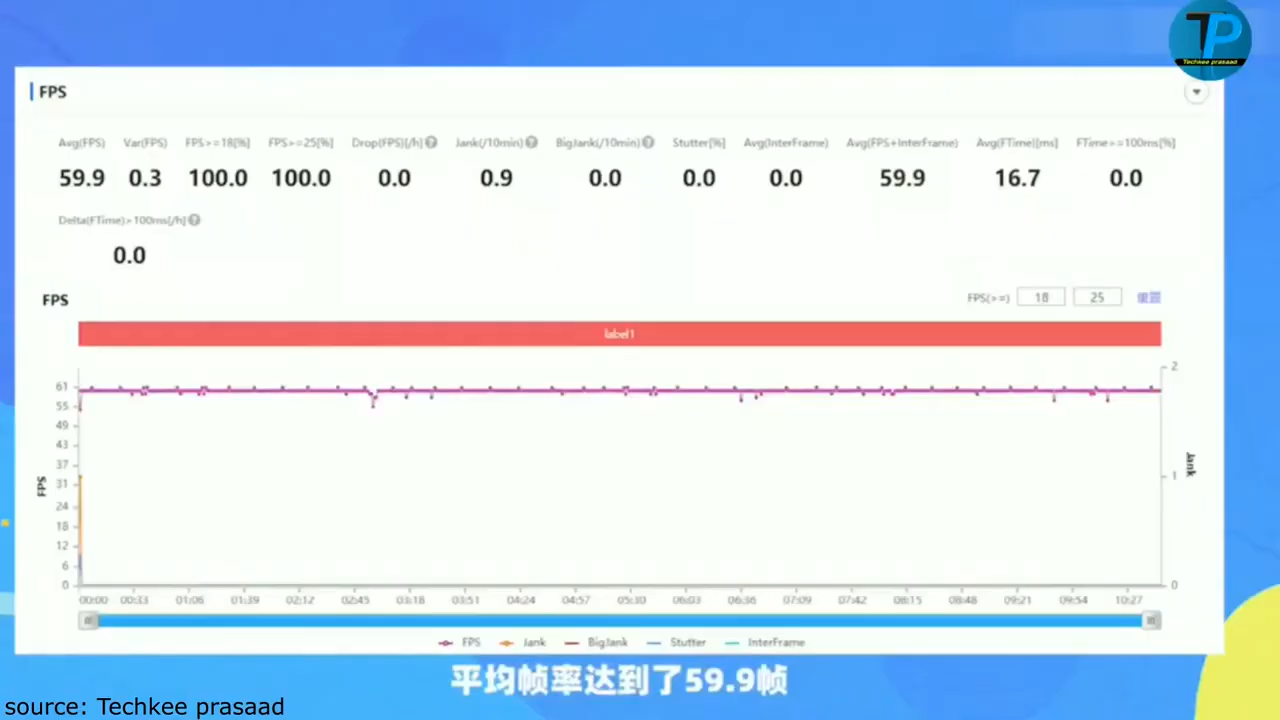 TP
Techkee prasaad
FPS
Avg(FPS) Var(FPS) FPS>=18[%] FPS>=25[%] Drop(FPS)[/h] Jank(/10min) BigJank(/10min) Stutter[%] Avg(InterFrame) Avg(FPS+InterFrame) Avg(FTime)[ms] FTime>=100ms[%]
59.9 0.3 100.0 100.0 0.0 0.9 0.0 0.0 0.0 59.9 16.7 0.0
Delta(FTime)>100ms[/h]
0.0
FPS
FPS(>=) 18 25 重置
label1
61
55
49
43
37
31
24
18
12
6
0
FPS
2
1
0
Jank
00:00 00:33 01:06 01:39 02:12 02:45 03:18 03:51 04:24 04:57 05:30 06:03 06:36 07:09 07:42 08:15 08:48 09:21 09:54 10:27
FPS Jank BigJank Stutter InterFrame
平均帧率达到了59.9帧
source: Techkee prasaad